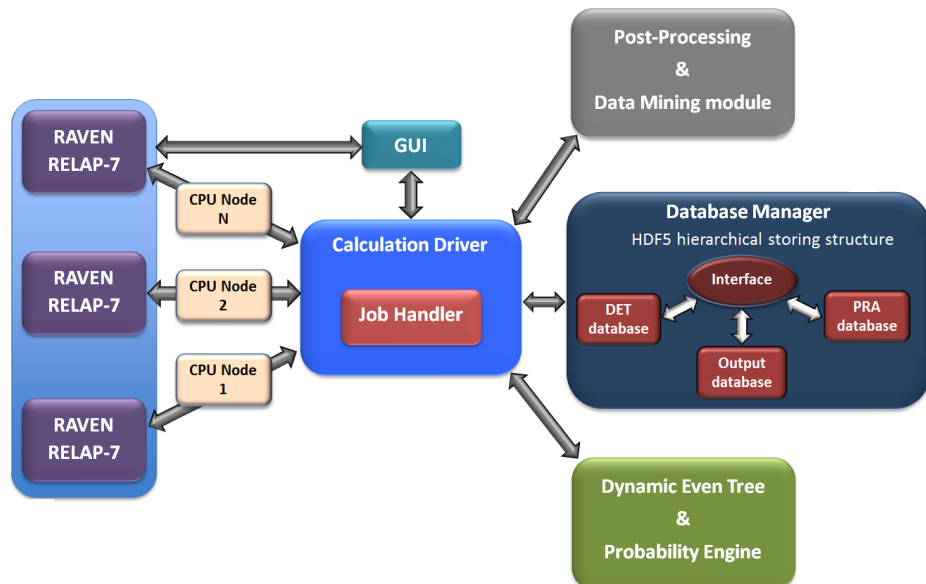 Post-Processing
&
Data Mining module
RAVEN
RELAP-7
GUI
CPU Node
N
RAVEN
RELAP-7
CPU Node
2
Calculation Driver
Job Handler
Database Manager
HDF5 hierarchical storing structure
Interface
DET
database
PRA
database
Output
database
CPU Node
1
RAVEN
RELAP-7
Dynamic Even Tree
&
Probability Engine